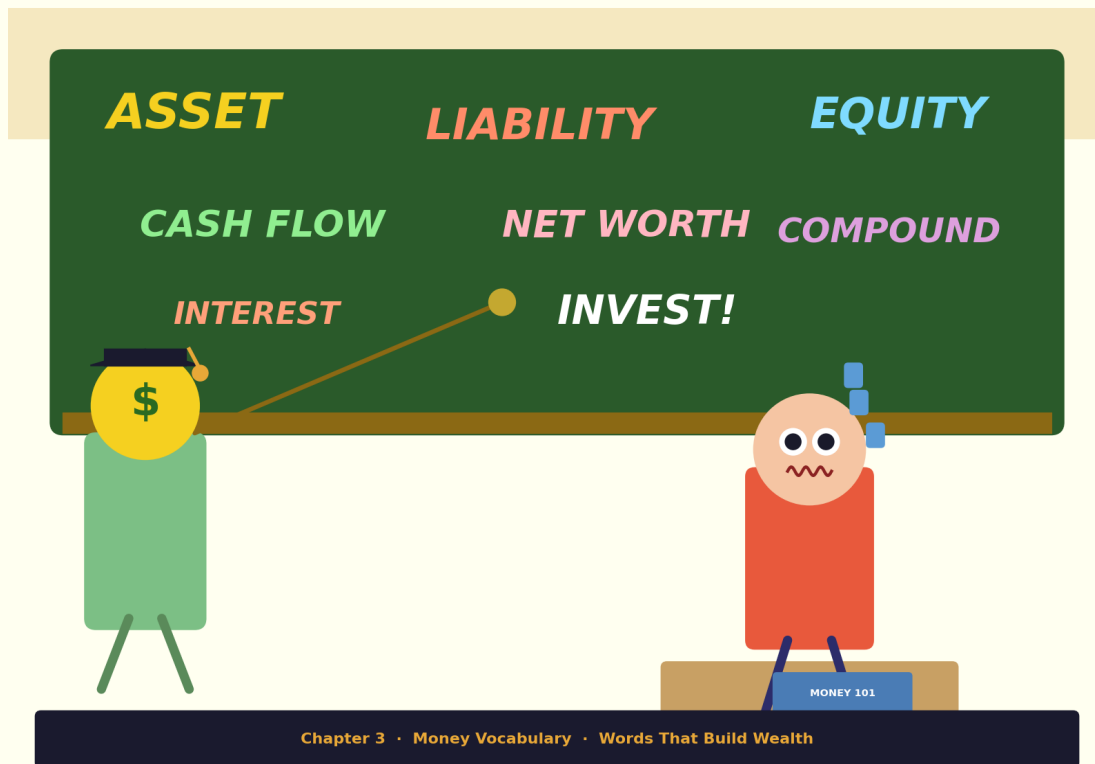 ASSET LIABILITY EQUITY
CASH FLOW NET WORTH COMPOUND
INTEREST INVEST!
$
MONEY 101
Chapter 3 · Money Vocabulary · Words That Build Wealth